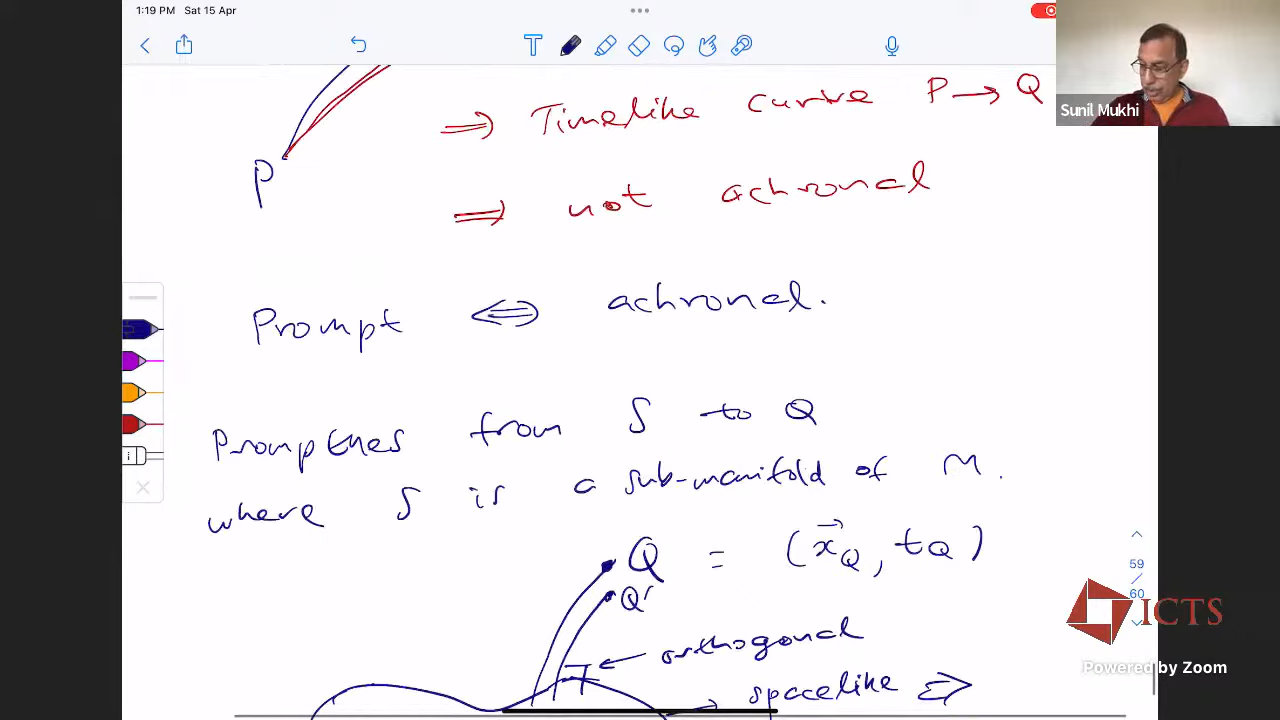 1:19 PM Sat 15 Apr
Sunil Mukhi
⇒ Timelike curve P → Q
P
⇒ not achronal
Prompt ⇔ achronal.
Promptness from S to Q
where S is a sub-manifold of M.
Q = (x⃗_Q, t_Q)
Q'
← orthogonal
→ spacelike
59
/
60
ICTS
Powered by Zoom